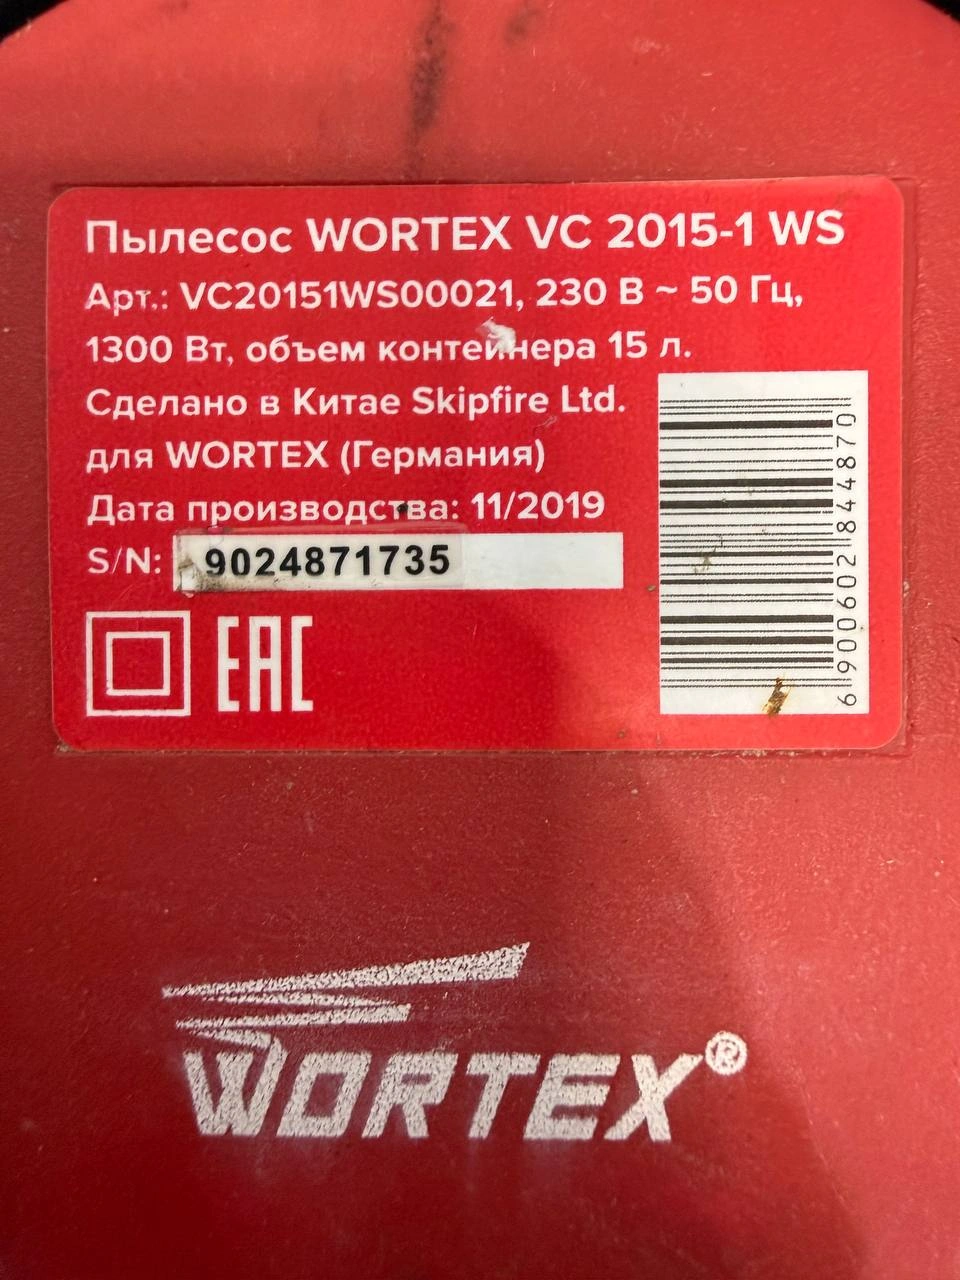 Пылесос WORTEX VC 2015-1 WS
Арт.: VC20151WS00021, 230 В ~ 50 Гц,
1300 Вт, объем контейнера 15 л.
Сделано в Китае Skipfire Ltd.
для WORTEX (Германия)
Дата производства: 11/2019
S/N: 9024871735
EAC
6900602844870
WORTEX®